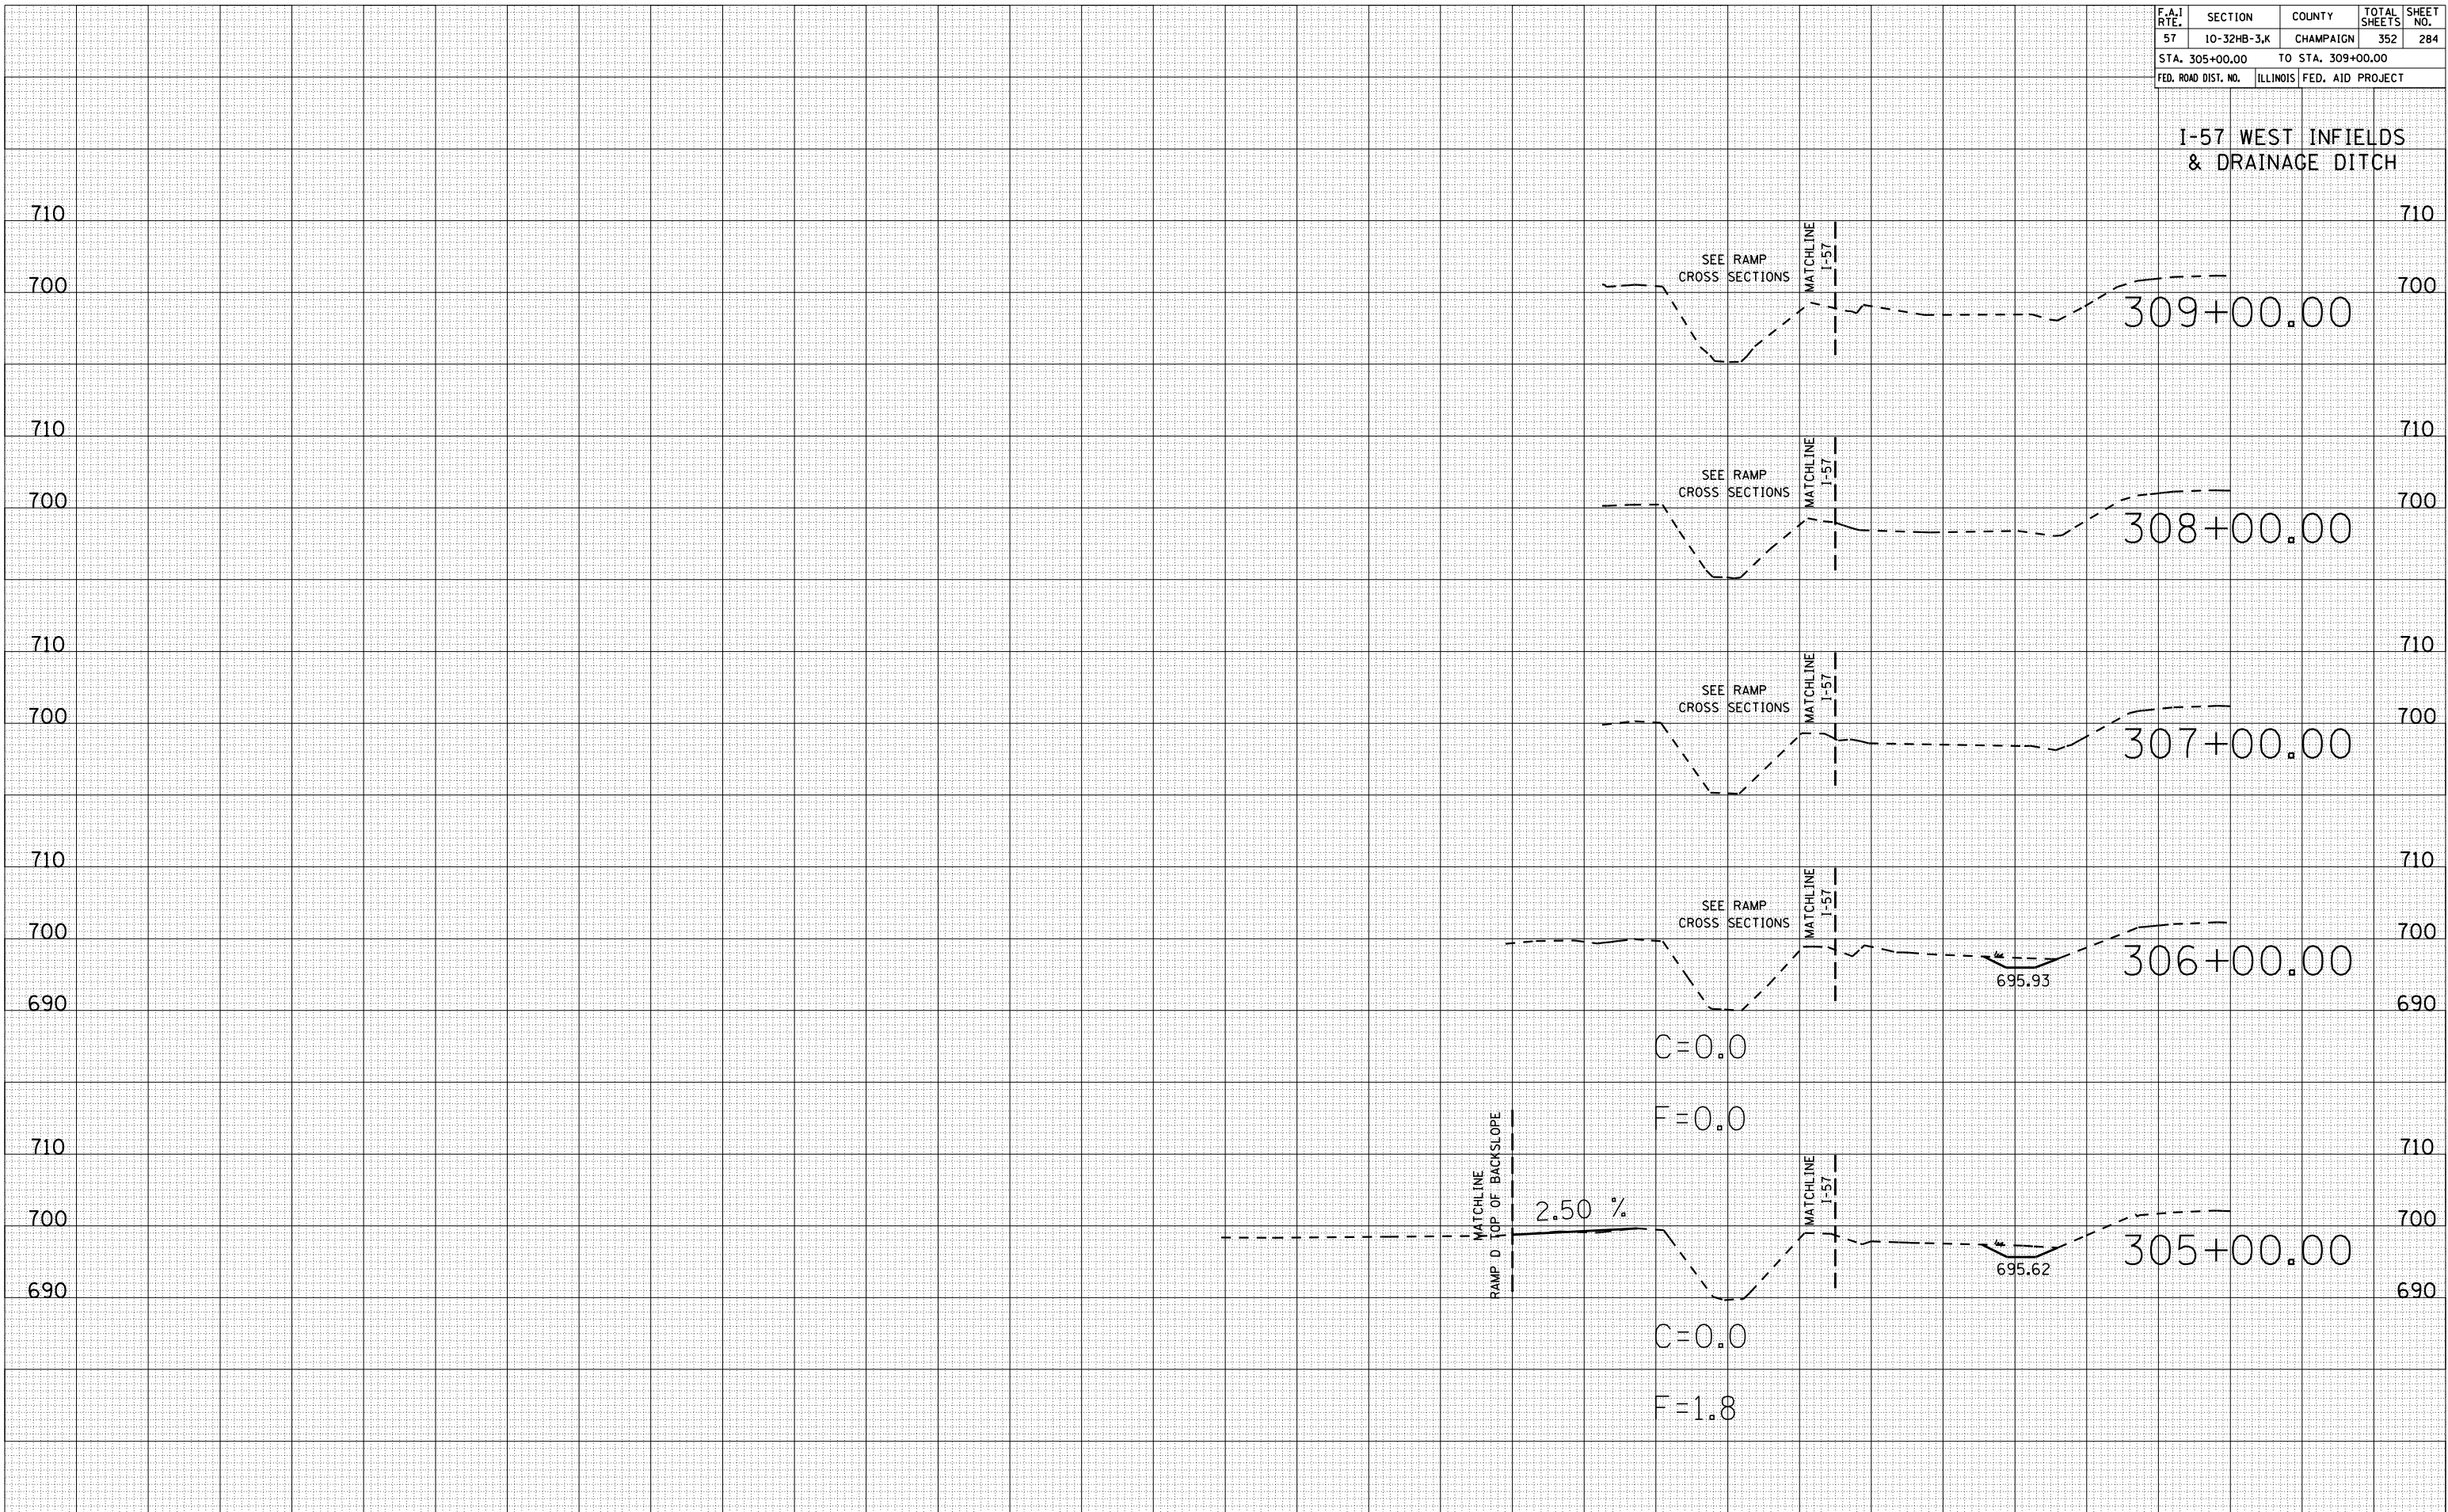 F.A.I RTE. SECTION COUNTY TOTAL SHEETS SHEET NO.
57 10-32HB-3,K CHAMPAIGN 352 284
STA. 305+00.00 TO STA. 309+00.00
FED. ROAD DIST. NO. ILLINOIS FED. AID PROJECT
I-57 WEST INFIELDS
& DRAINAGE DITCH
710 710
SEE RAMP
CROSS SECTIONS
MATCHLINE
I-57
700 700
309+00.00
710 710
SEE RAMP
CROSS SECTIONS
MATCHLINE
I-57
700 700
308+00.00
710 710
SEE RAMP
CROSS SECTIONS
MATCHLINE
I-57
700 700
307+00.00
710 710
SEE RAMP
CROSS SECTIONS
MATCHLINE
I-57
700 700
306+00.00
695.93
690 690
C=0.0
F=0.0
710 710
MATCHLINE
RAMP D TOP OF BACKSLOPE
2.50 %
MATCHLINE
I-57
700 700
305+00.00
695.62
690 690
C=0.0
F=1.8